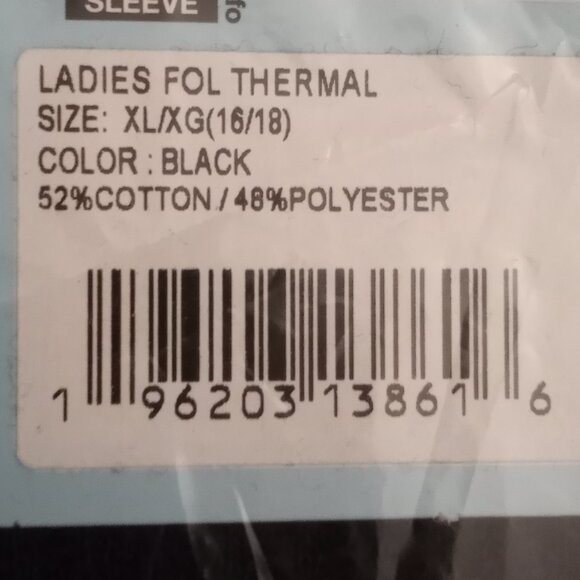 SLEEVE
of
LADIES FOL THERMAL
SIZE: XL/XG(16/18)
COLOR : BLACK
52%COTTON / 48%POLYESTER
1 96203 13861 6